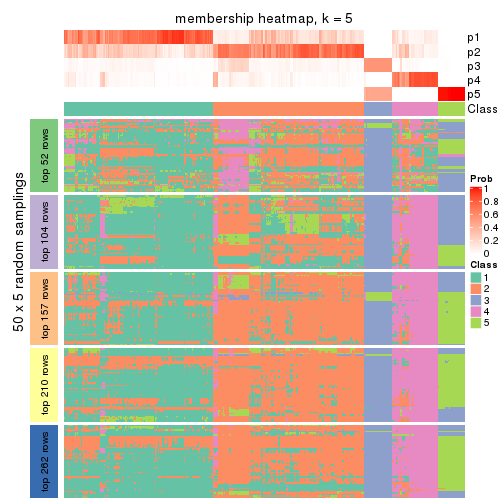 membership heatmap, k = 5
p1
p2
p3
p4
p5
Class
50 x 5 random samplings
top 52 rows
top 104 rows
top 157 rows
top 210 rows
top 262 rows
Prob
1
0.8
0.6
0.4
0.2
0
Class
1
2
3
4
5